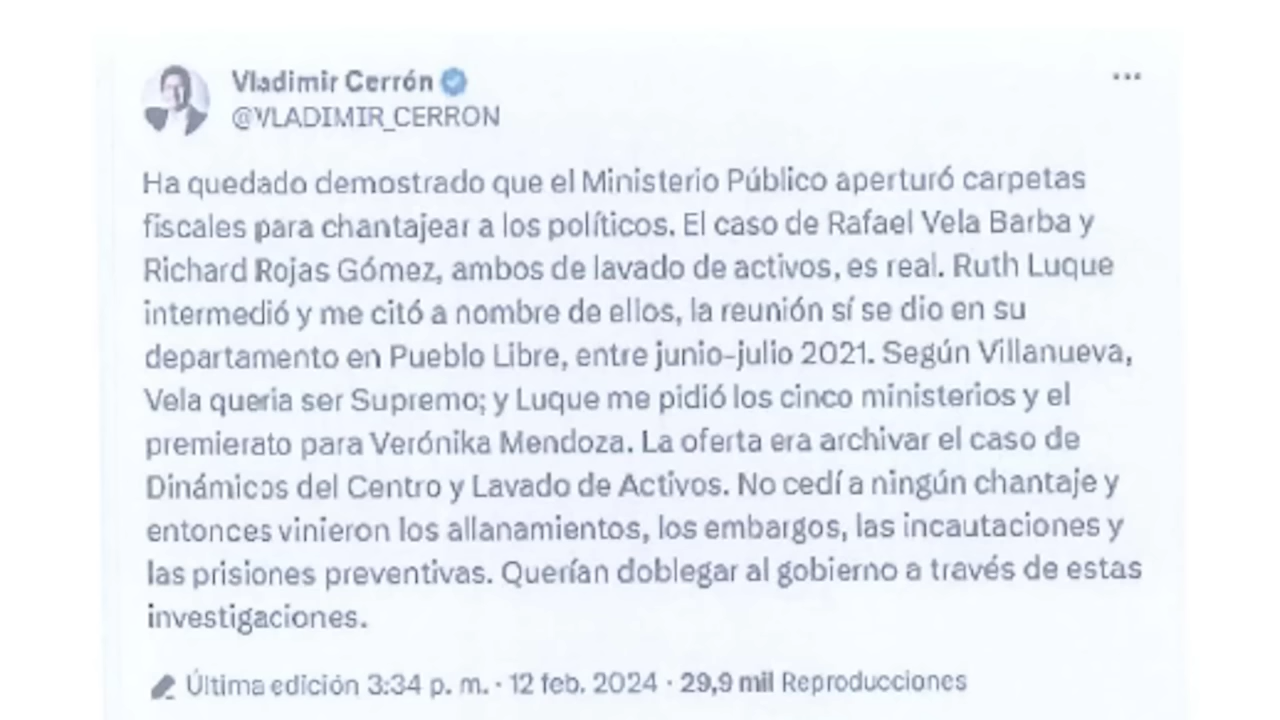 Vladimir Cerrón
@VLADIMIR_CERRON
Ha quedado demostrado que el Ministerio Público aperturó carpetas
fiscales para chantajear a los políticos. El caso de Rafael Vela Barba y
Richard Rojas Gómez, ambos de lavado de activos, es real. Ruth Luque
intermedió y me citó a nombre de ellos, la reunión sí se dio en su
departamento en Pueblo Libre, entre junio-julio 2021. Según Villanueva,
Vela queria ser Supremo; y Luque me pidió los cinco ministerios y el
premierato para Verónika Mendoza. La oferta era archivar el caso de
Dinámicos del Centro y Lavado de Activos. No cedí a ningún chantaje y
entonces vinieron los allanamientos, los embargos, las incautaciones y
las prisiones preventivas. Querían doblegar al gobierno a través de estas
investigaciones.
Última edición 3:34 p. m. · 12 feb. 2024 · 29,9 mil Reproducciones